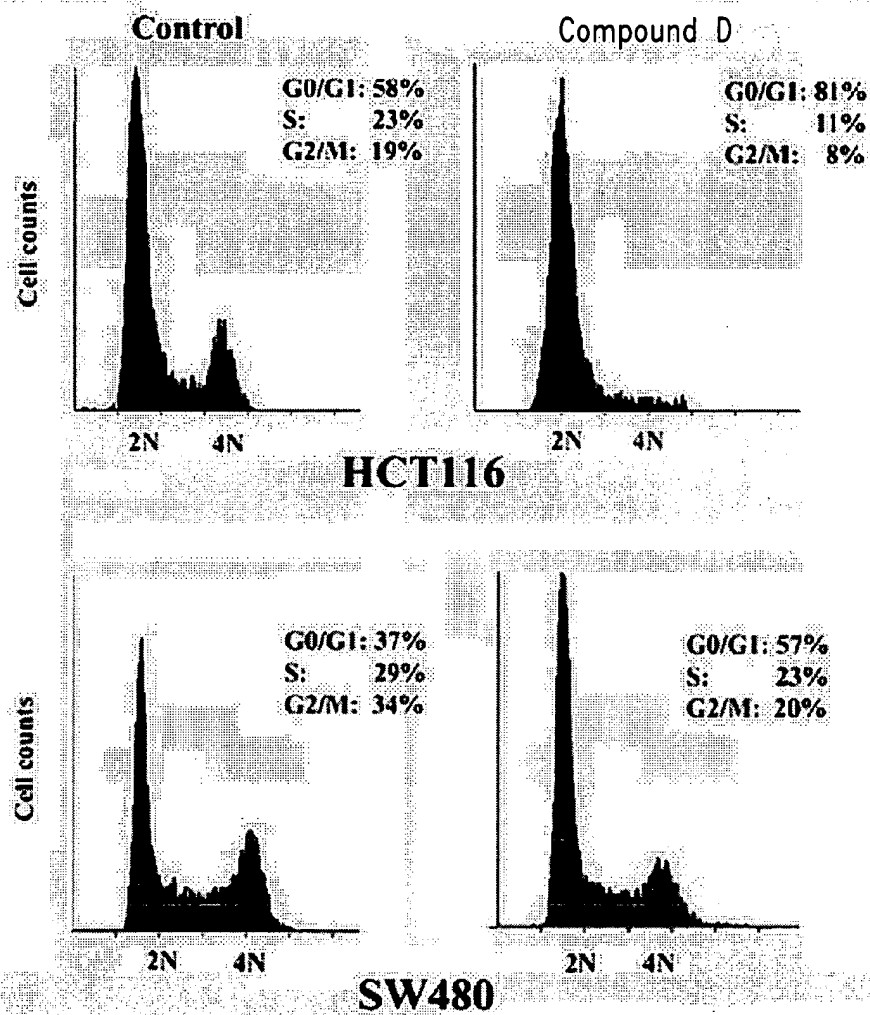 Control
Compound D
G0/G1: 58%
S: 23%
G2/M: 19%
G0/G1: 81%
S: 11%
G2/M: 8%
Cell counts
2N 4N
2N 4N
HCT116
G0/G1: 37%
S: 29%
G2/M: 34%
G0/G1: 57%
S: 23%
G2/M: 20%
Cell counts
2N 4N
2N 4N
SW480